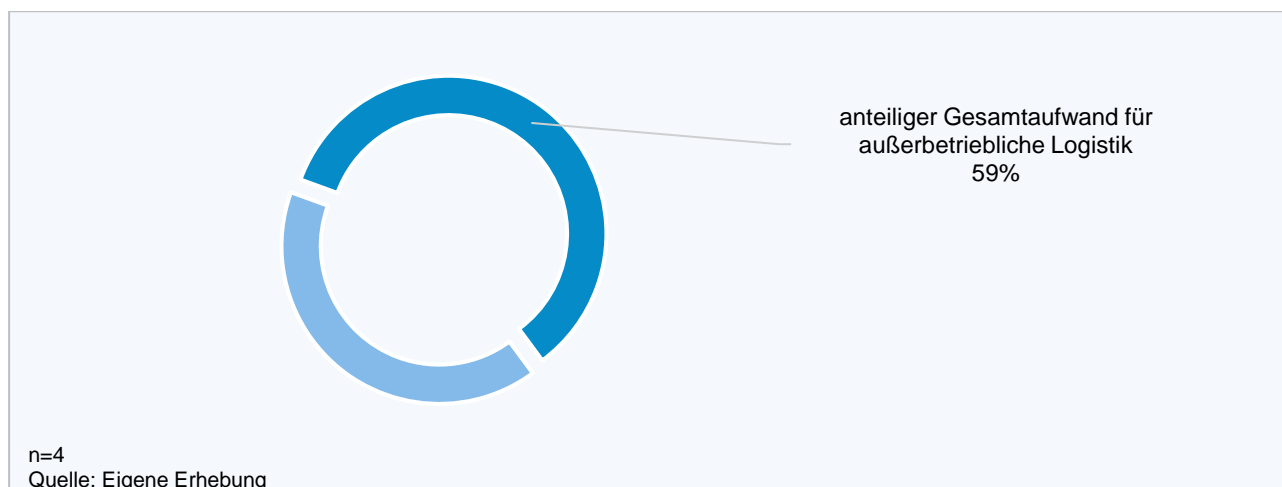 anteiliger Gesamtaufwand für
außerbetriebliche Logistik
59%
n=4
Quelle: Eigene Erhebung